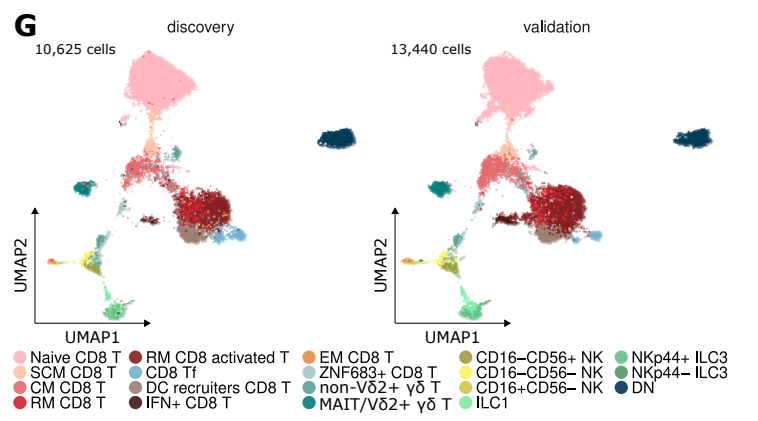 G
discovery
validation
10,625 cells
13,440 cells
UMAP2
UMAP2
UMAP1
UMAP1
Naive CD8 T
RM CD8 activated T
EM CD8 T
CD16−CD56+ NK
NKp44+ ILC3
SCM CD8 T
CD8 Tf
ZNF683+ CD8 T
CD16−CD56− NK
NKp44− ILC3
CM CD8 T
DC recruiters CD8 T
non-Vδ2+ γδ T
CD16+CD56− NK
DN
RM CD8 T
IFN+ CD8 T
MAIT/Vδ2+ γδ T
ILC1